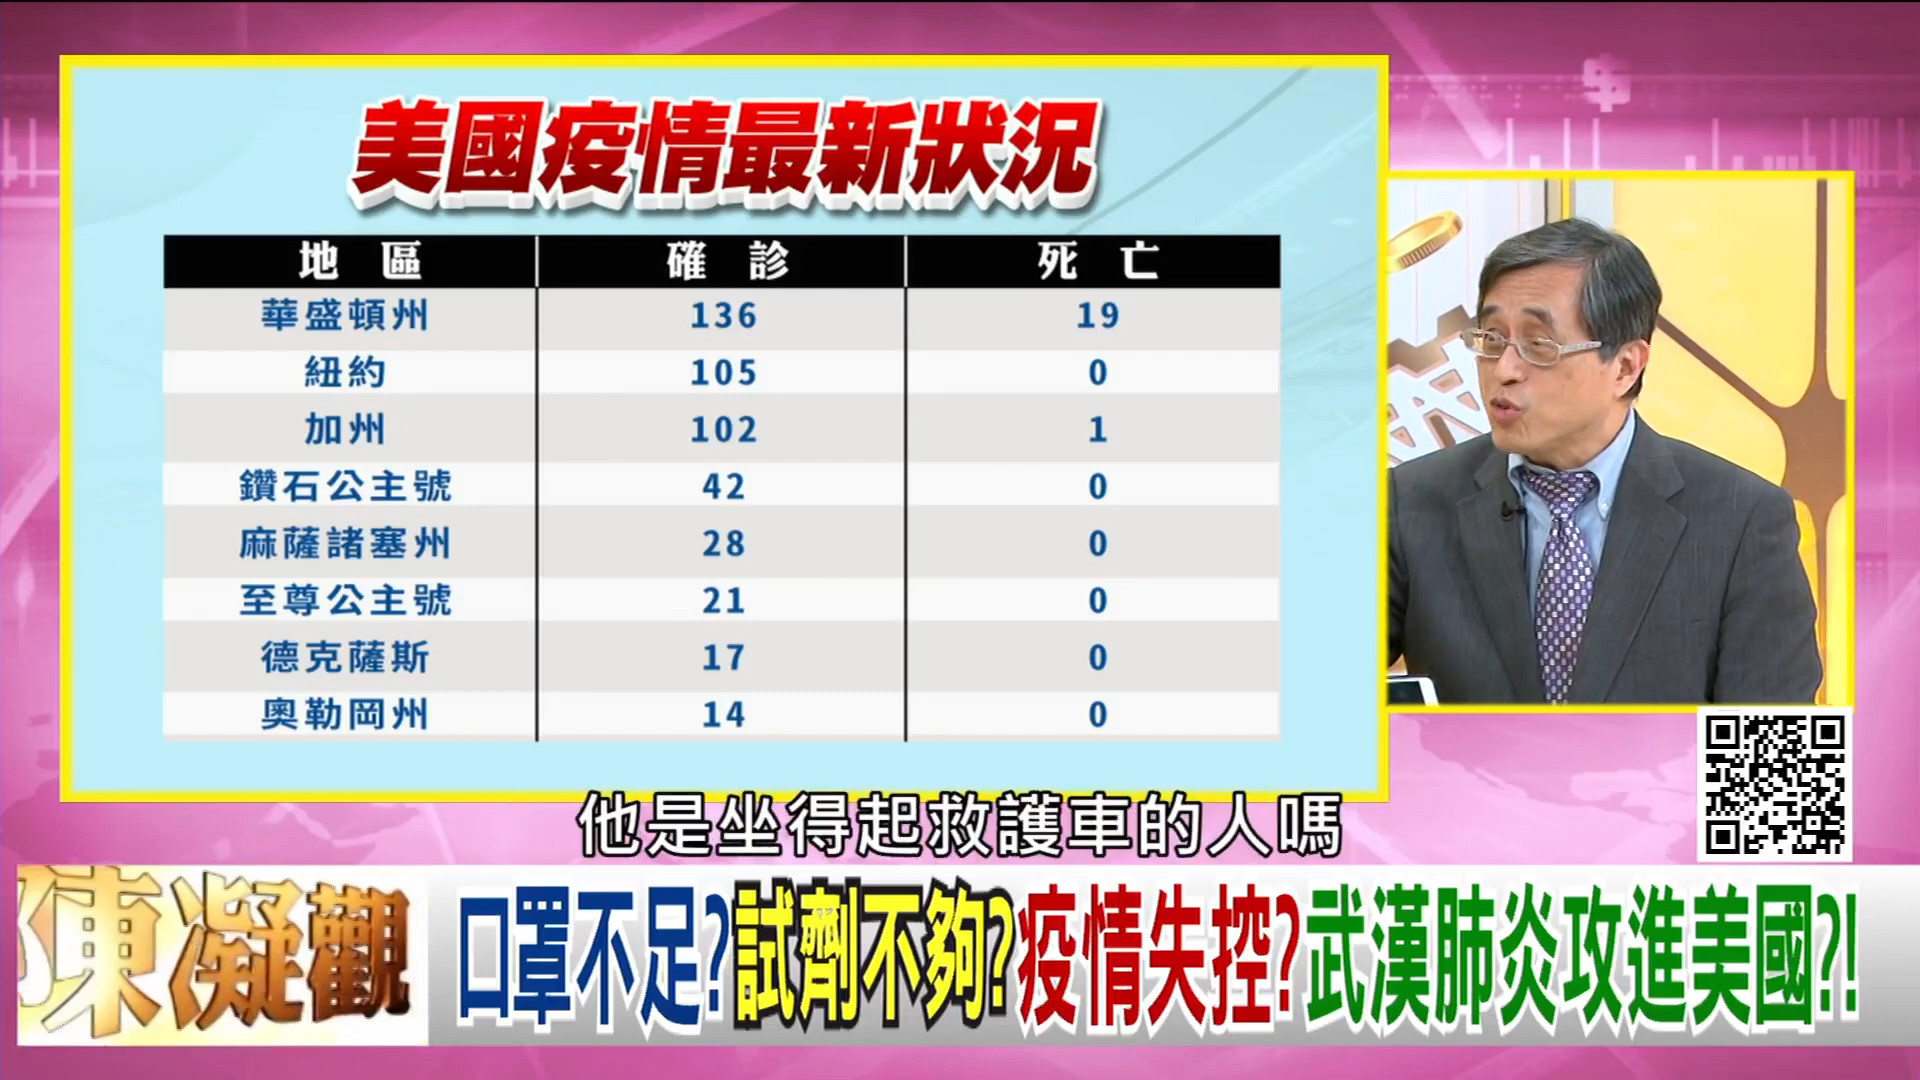 美國疫情最新狀況
地區 確診 死亡
華盛頓州 136 19
紐約 105 0
加州 102 1
鑽石公主號 42 0
麻薩諸塞州 28 0
至尊公主號 21 0
德克薩斯 17 0
奧勒岡州 14 0
他是坐得起救護車的人嗎
陳凝觀
口罩不足?試劑不夠?疫情失控?武漢肺炎攻進美國?!